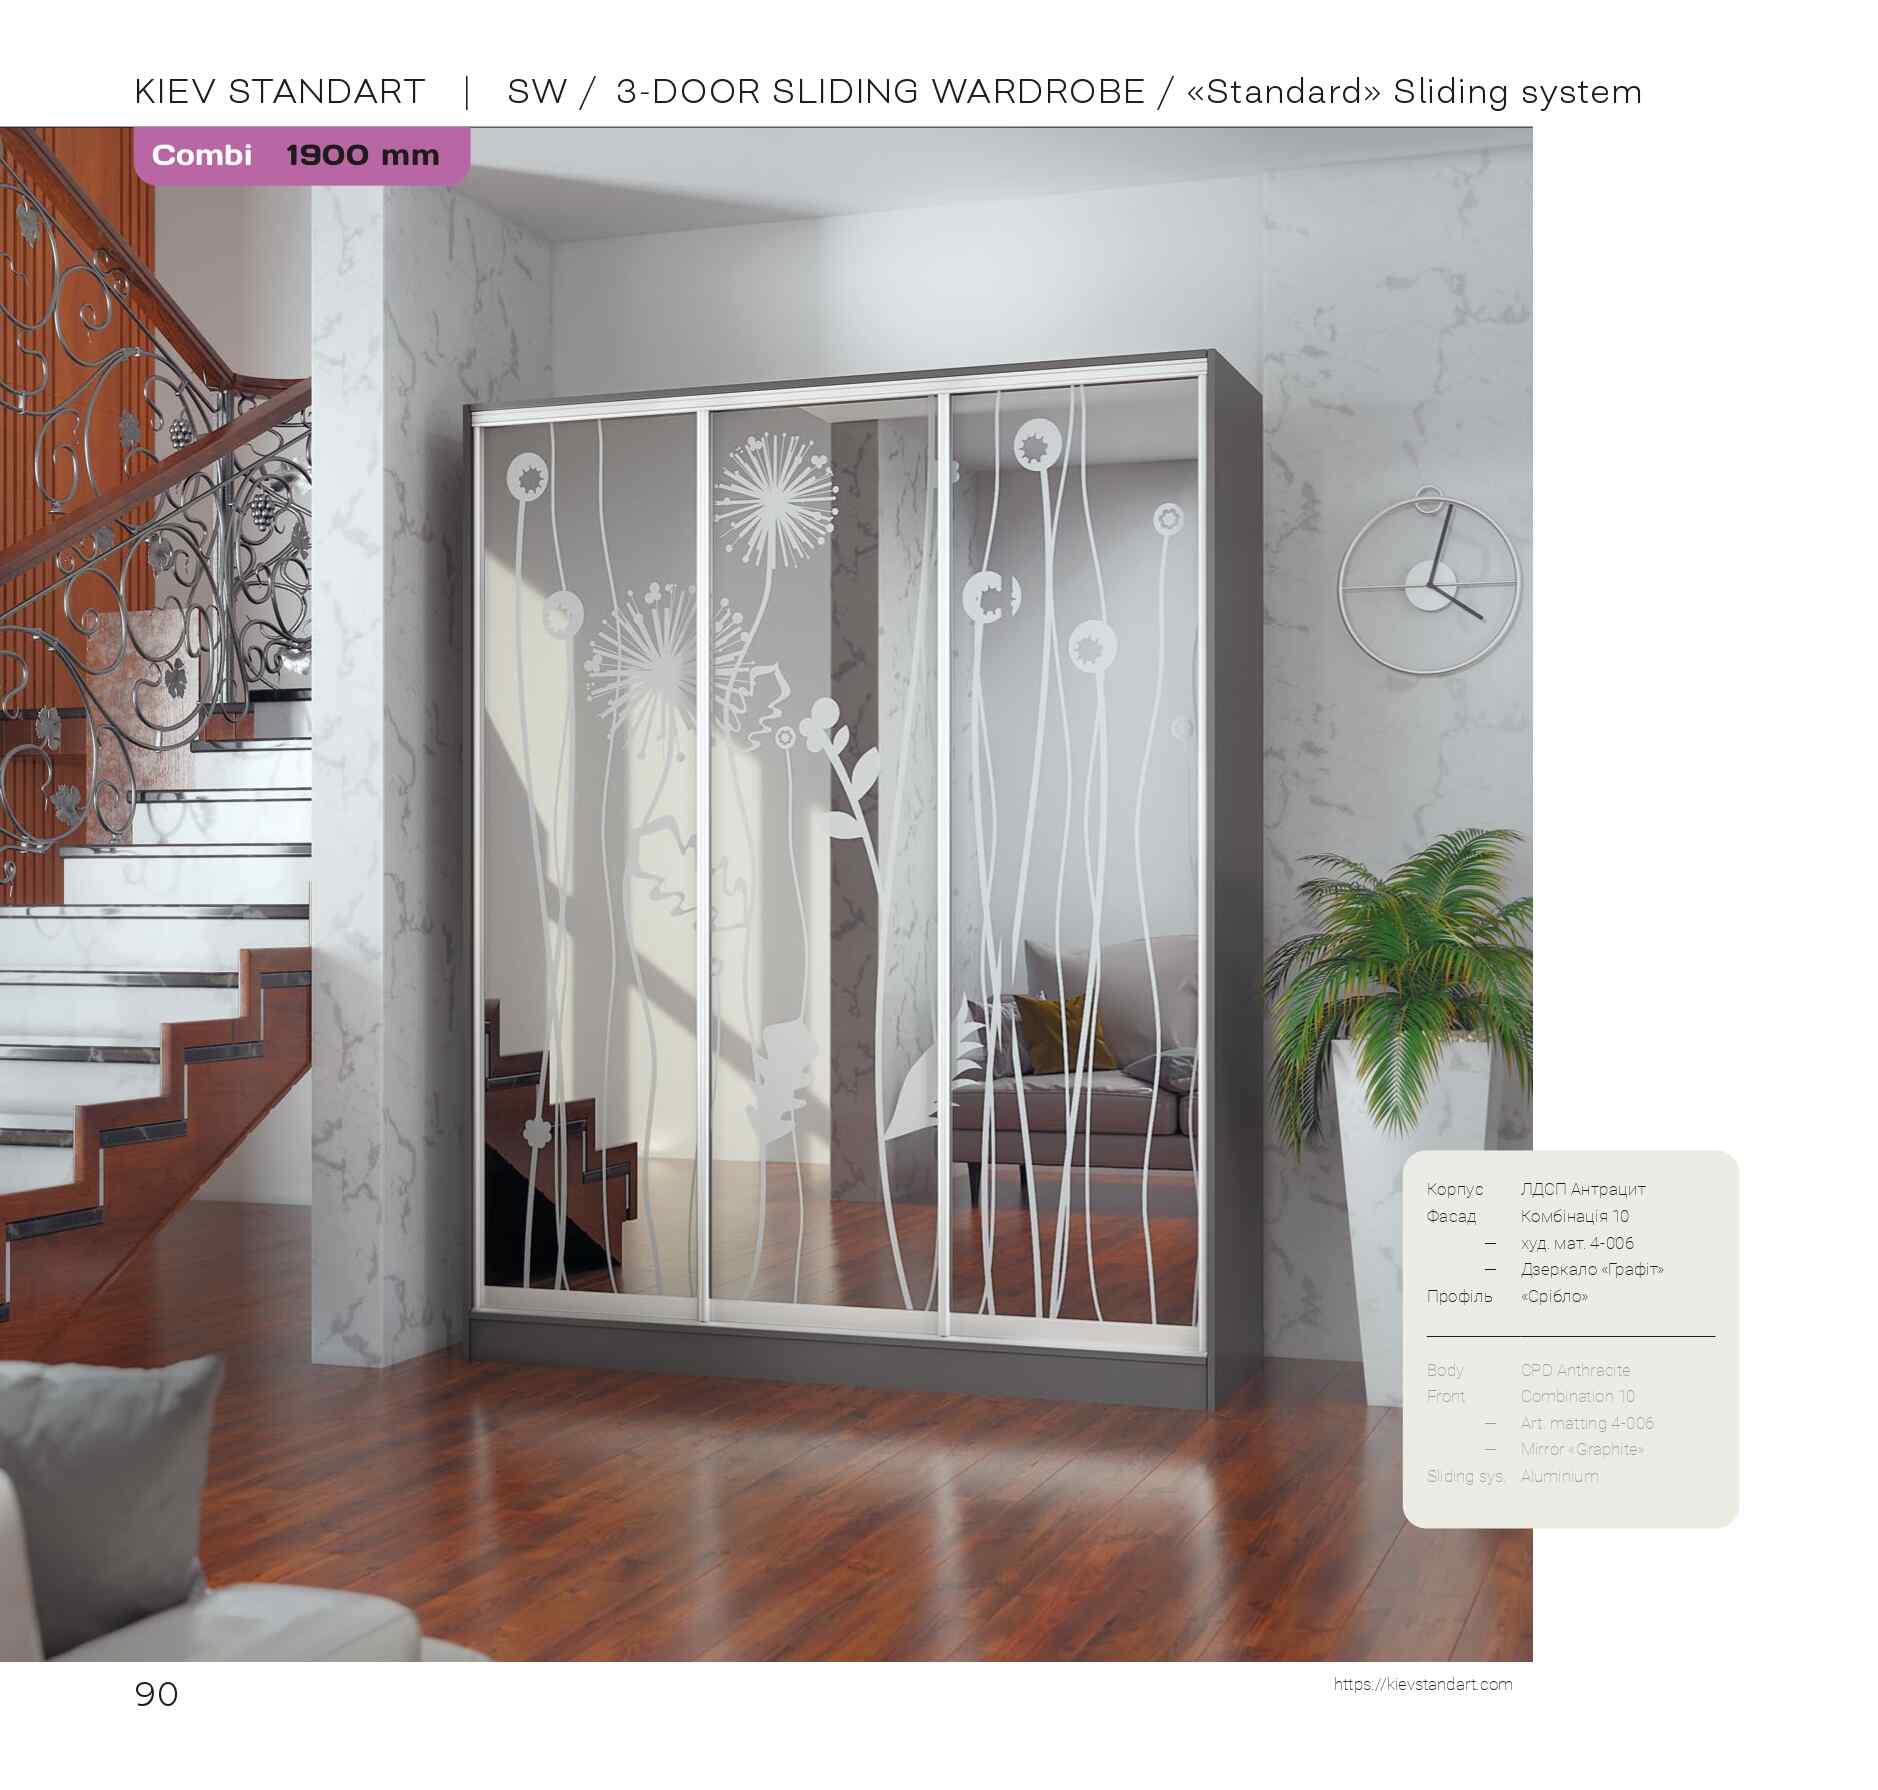 KIEV STANDART | SW / 3-DOOR SLIDING WARDROBE / «Standard» Sliding system
Combi 1900 mm
Корпус ЛДСП Антрацит
Фасад Комбінація 10
— худ. мат. 4-006
— Дзеркало «Графіт»
Профіль «Срібло»
Body CPD Anthracite
Front Combination 10
— Art. matting 4-006
— Mirror «Graphite»
Sliding sys. Aluminium
90
https://kievstandart.com